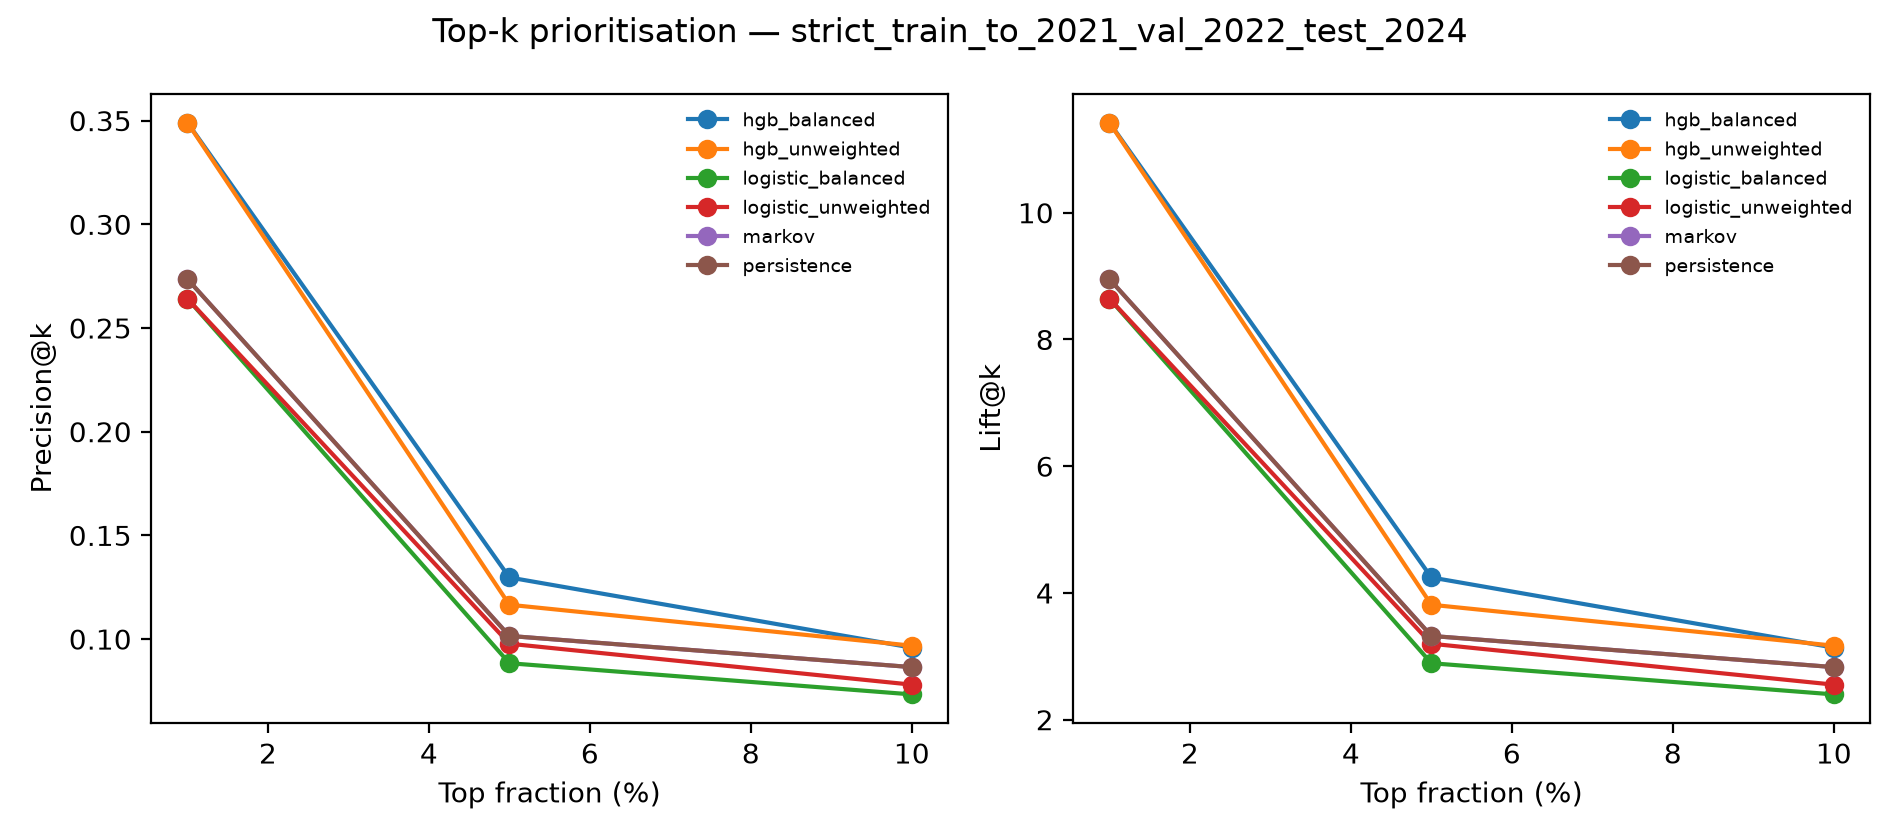 Top-k prioritisation — strict_train_to_2021_val_2022_test_2024
Precision@k
0.35
0.30
0.25
0.20
0.15
0.10
2
4
6
8
10
Top fraction (%)
hgb_balanced
hgb_unweighted
logistic_balanced
logistic_unweighted
markov
persistence
Lift@k
10
8
6
4
2
2
4
6
8
10
Top fraction (%)
hgb_balanced
hgb_unweighted
logistic_balanced
logistic_unweighted
markov
persistence